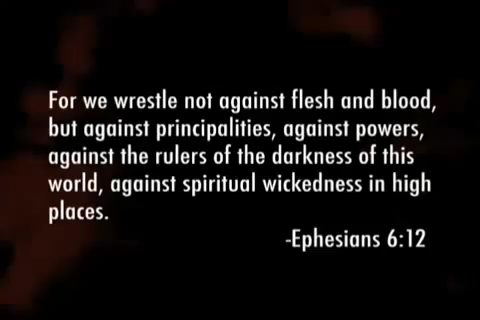 For we wrestle not against flesh and blood,
but against principalities, against powers,
against the rulers of the darkness of this
world, against spiritual wickedness in high
places.
-Ephesians 6:12